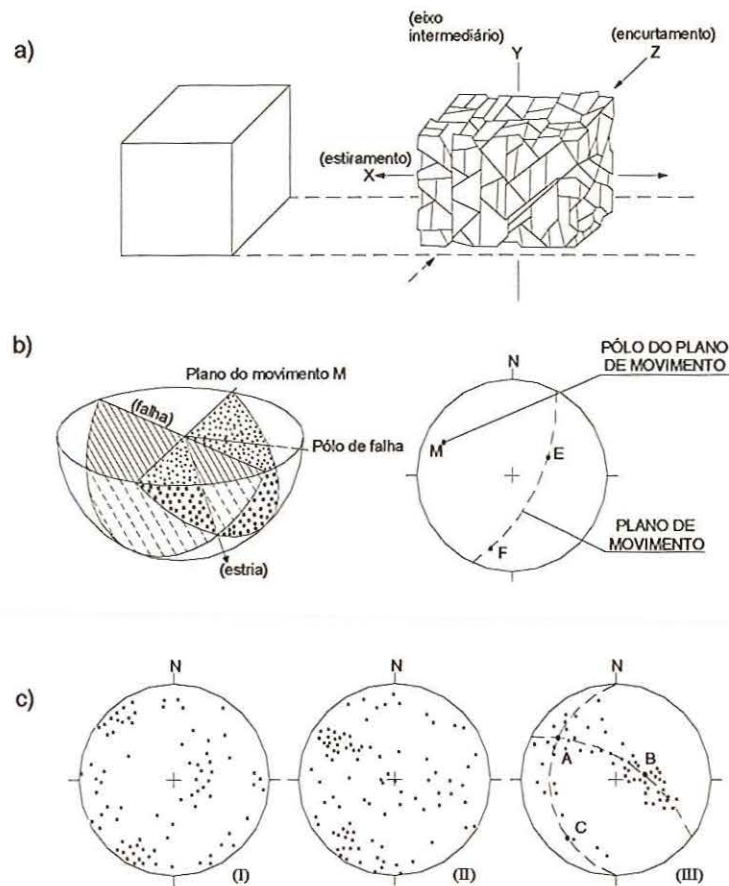 a)
(eixo
intermediário)
Y
(encurtamento)
Z
(estiramento)
X
b)
Plano do movimento M
(falha)
Pólo de falha
(estria)
N
PÓLO DO PLANO
DE MOVIMENTO
M
E
F
PLANO DE
MOVIMENTO
c)
N
(I)
N
(II)
N
A
B
C
(III)